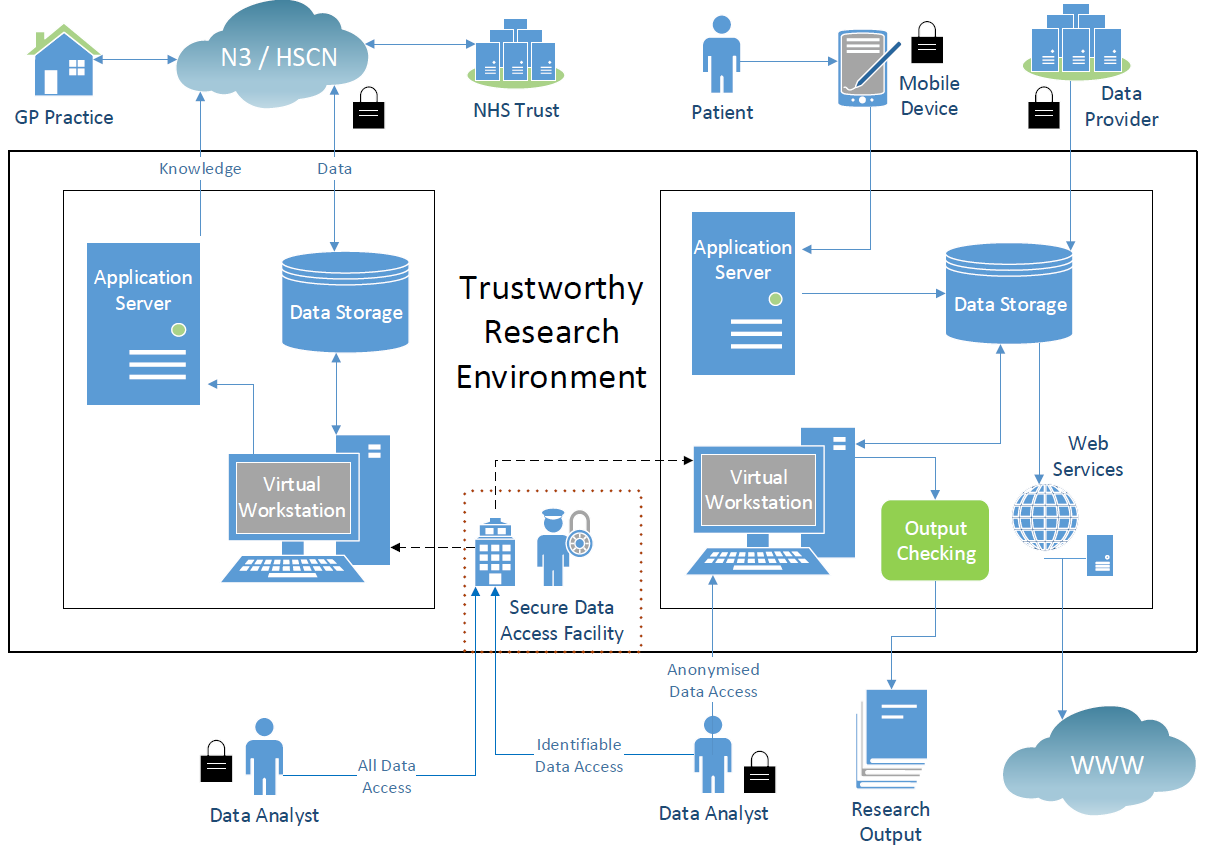 N3 / HSCN
GP Practice
NHS Trust
Patient
Mobile
Device
Data
Provider
Knowledge
Data
Application
Server
Data Storage
Trustworthy
Research
Environment
Application
Server
Data Storage
Virtual
Workstation
Virtual
Workstation
Web
Services
Output
Checking
Secure Data
Access Facility
Anonymised
Data Access
Identifiable
Data Access
All Data
Access
Data Analyst
Data Analyst
Research
Output
WWW